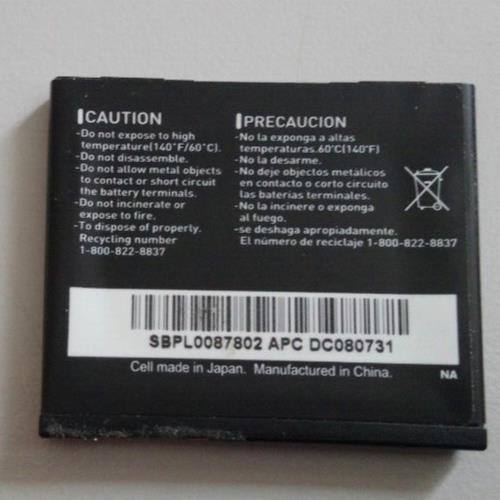 CAUTION
-Do not expose to high
temperature(140°F/60°C).
-Do not disassemble.
-Do not allow metal objects
to contact or short circuit
the battery terminals.
-Do not incinerate or
expose to fire.
-To dispose of properly.
Recycling number
1-800-822-8837
PRECAUCION
-No la exponga a altas
temperaturas.60°C(140°F)
-No la desarme.
-No deje objectos metálicos
en contacto o corto circuito
las baterias terminales.
-No la incinere o exponga
al fuego.
-se deshaga apropiadamente.
El número de reciclaje 1-800-822-8837
SBPL0087802 APC DC080731
Cell made in Japan. Manufactured in China.
NA